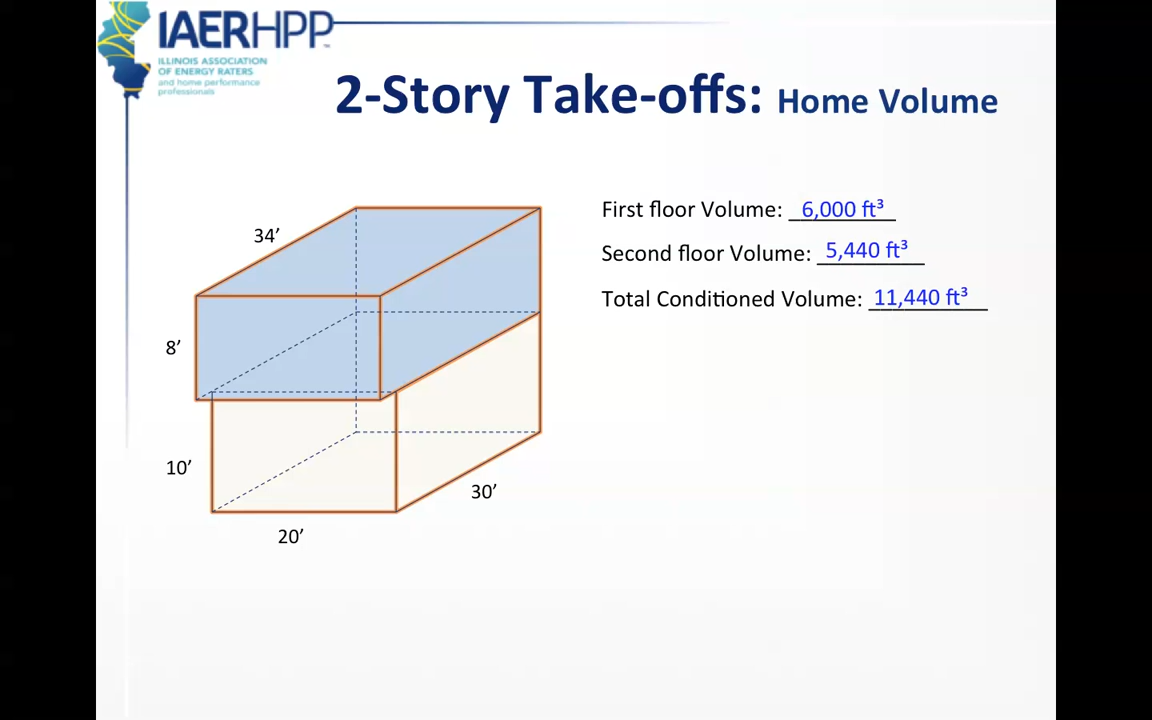 IAERHPP™
ILLINOIS ASSOCIATION
OF ENERGY RATERS
and home performance
professionals
2-Story Take-offs: Home Volume
First floor Volume: 6,000 ft³
Second floor Volume: 5,440 ft³
Total Conditioned Volume: 11,440 ft³
34’
8’
10’
30’
20’